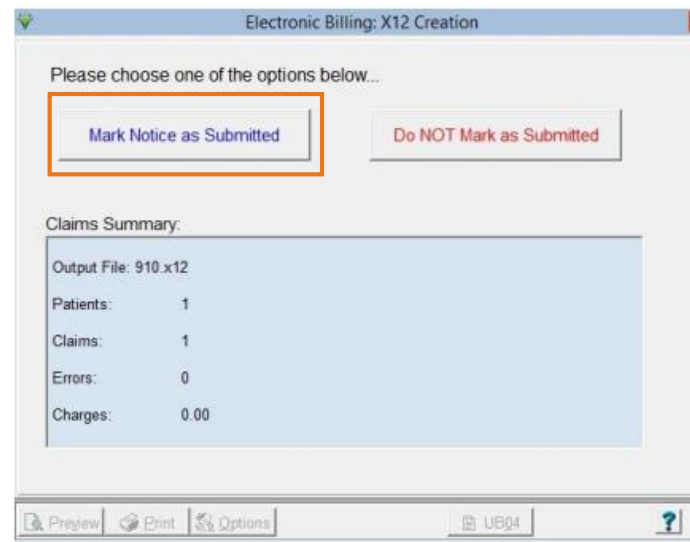 Electronic Billing: X12 Creation
Please choose one of the options below...
Mark Notice as Submitted
Do NOT Mark as Submitted
Claims Summary:
Output File: 910.x12
Patients: 1
Claims: 1
Errors: 0
Charges: 0.00
Preview Print Options UB04 ?